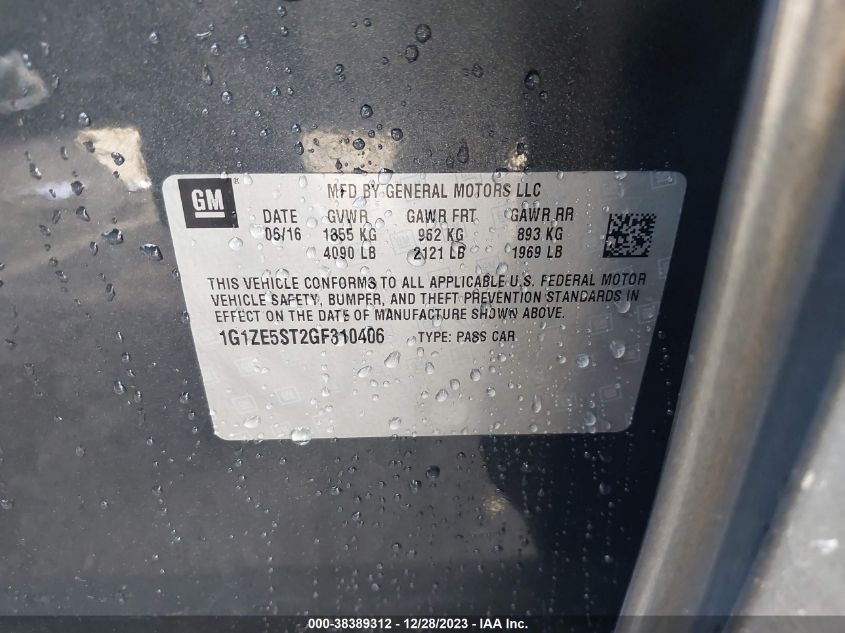 GM ®
MFD BY GENERAL MOTORS LLC
DATE GVWR GAWR FRT GAWR RR
06/16 1855 KG 962 KG 893 KG
4090 LB 2121 LB 1969 LB
THIS VEHICLE CONFORMS TO ALL APPLICABLE U.S. FEDERAL MOTOR
VEHICLE SAFETY, BUMPER, AND THEFT PREVENTION STANDARDS IN
EFFECT ON THE DATE OF MANUFACTURE SHOWN ABOVE.
1G1ZE5ST2GF310406 TYPE: PASS CAR
000-38389312 - 12/28/2023 - IAA Inc.